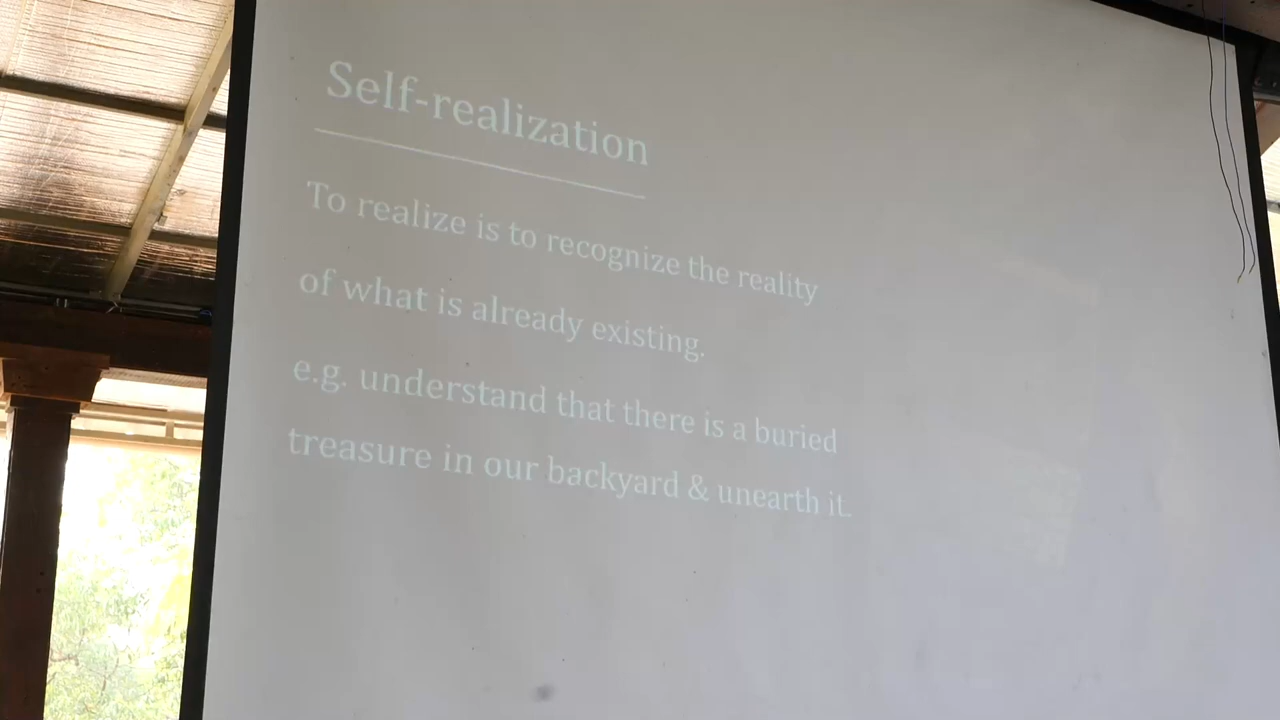 Self-realization
To realize is to recognize the reality
of what is already existing.
e.g. understand that there is a buried
treasure in our backyard & unearth it.